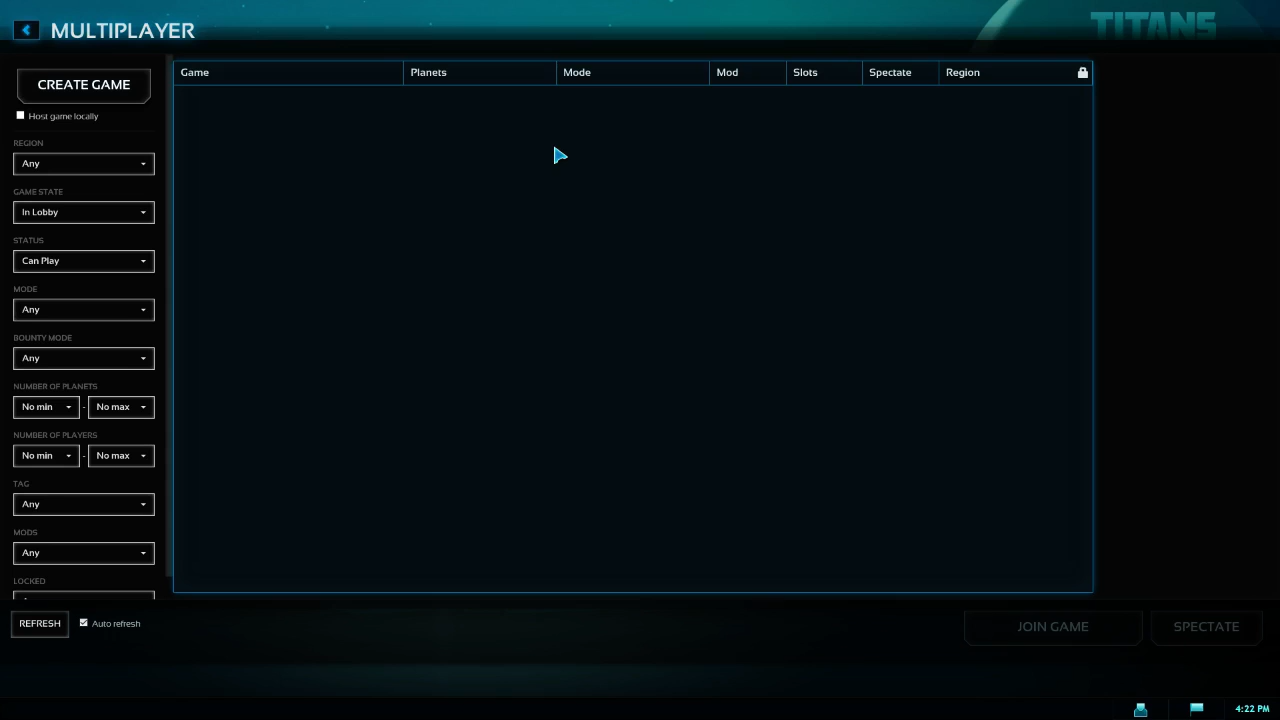 MULTIPLAYER
TITANS
CREATE GAME
Host game locally
REGION
Any
GAME STATE
In Lobby
STATUS
Can Play
MODE
Any
BOUNTY MODE
Any
NUMBER OF PLANETS
No min - No max
NUMBER OF PLAYERS
No min - No max
TAG
Any
MODS
Any
LOCKED
Game Planets Mode Mod Slots Spectate Region
REFRESH Auto refresh
JOIN GAME SPECTATE
4:22 PM